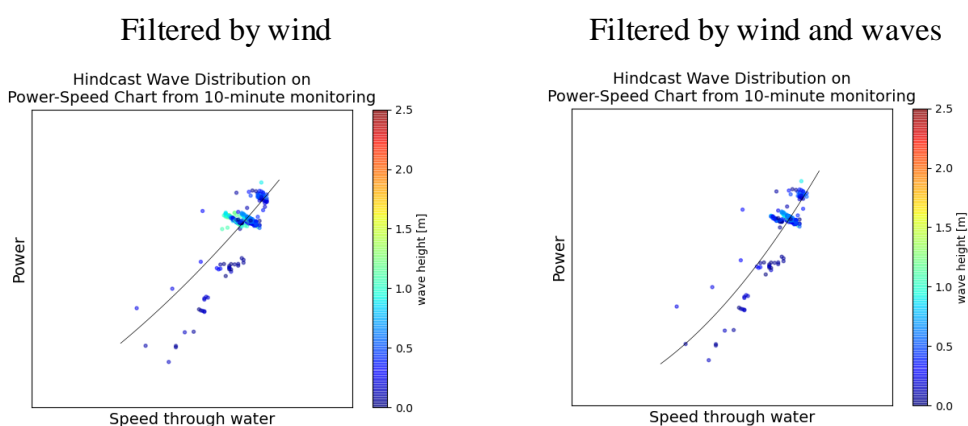 Filtered by wind
Hindcast Wave Distribution on
Power-Speed Chart from 10-minute monitoring
Power
Speed through water
2.5
2.0
1.5
1.0
0.5
0.0
wave height [m]
Filtered by wind and waves
Hindcast Wave Distribution on
Power-Speed Chart from 10-minute monitoring
Power
Speed through water
2.5
2.0
1.5
1.0
0.5
0.0
wave height [m]